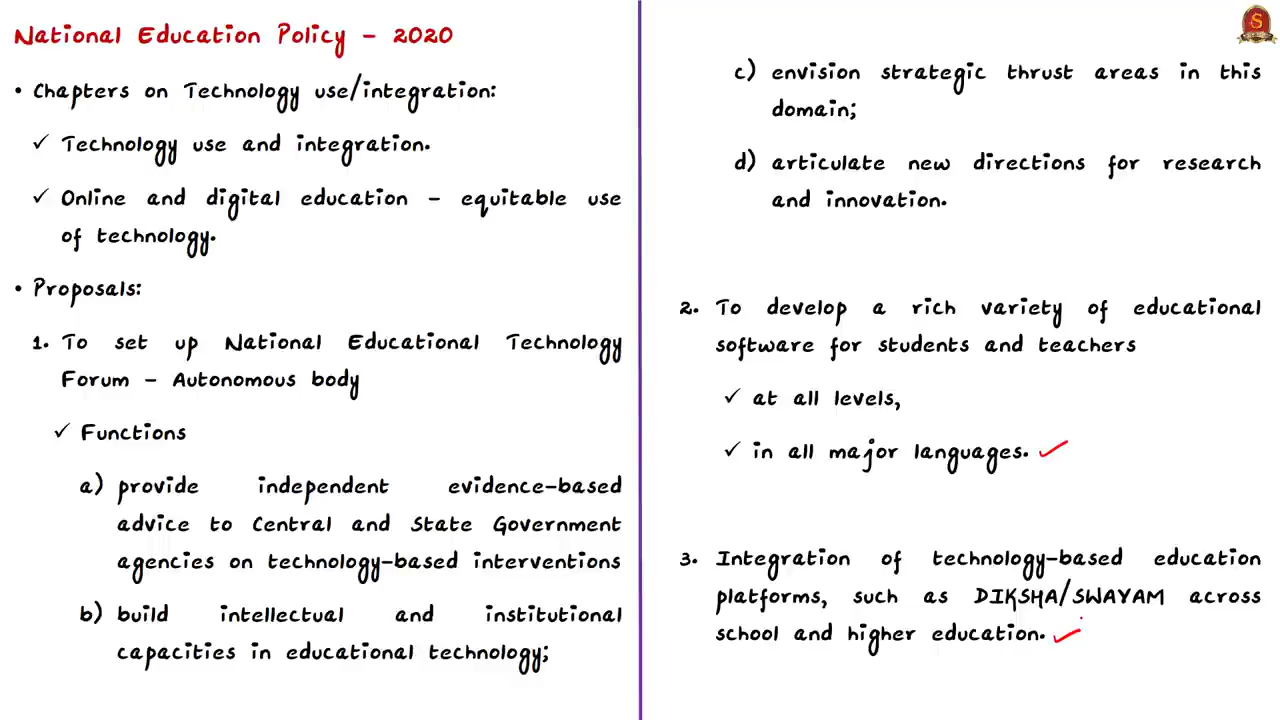 National Education Policy – 2020
• Chapters on Technology use/integration:
✓ Technology use and integration.
✓ Online and digital education – equitable use
of technology.
• Proposals:
1. To set up National Educational Technology
Forum – Autonomous body
✓ Functions
a) provide independent evidence-based
advice to Central and State Government
agencies on technology-based interventions
b) build intellectual and institutional
capacities in educational technology;
c) envision strategic thrust areas in this
domain;
d) articulate new directions for research
and innovation.
2. To develop a rich variety of educational
software for students and teachers
✓ at all levels,
✓ in all major languages.
3. Integration of technology-based education
platforms, such as DIKSHA/SWAYAM across
school and higher education.
S